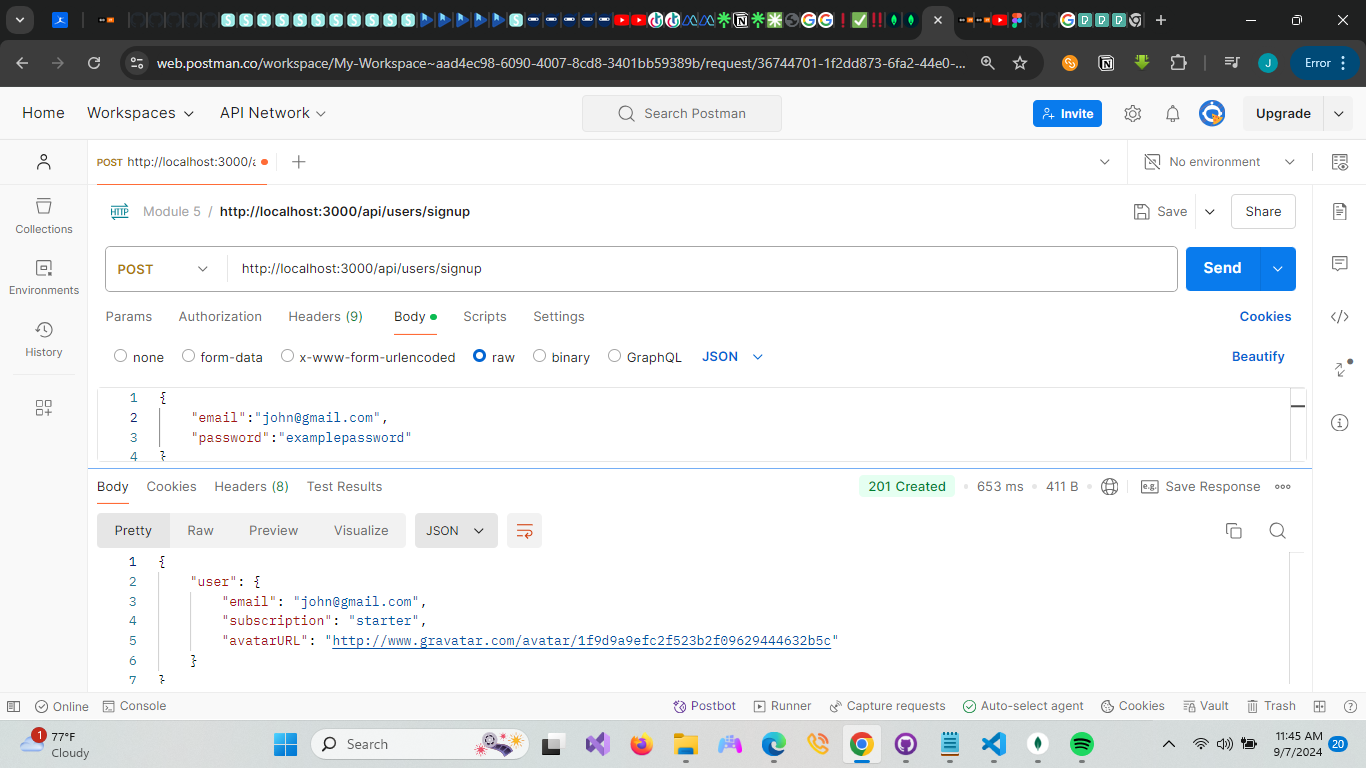 web.postman.co/workspace/My-Workspace~aad4ec98-6090-4007-8cd8-3401bb59389b/request/36744701-1f2dd873-6fa2-44e0-...
J
Error
Home
Workspaces
API Network
Search Postman
Invite
Upgrade
POST http://localhost:3000/a
No environment
HTTP
Module 5 / http://localhost:3000/api/users/signup
Save
Share
Collections
Environments
History
POST
http://localhost:3000/api/users/signup
Send
Params
Authorization
Headers (9)
Body
Scripts
Settings
Cookies
none
form-data
x-www-form-urlencoded
raw
binary
GraphQL
JSON
Beautify
1 {
2 "email":"john@gmail.com",
3 "password":"examplepassword"
4 }
Body
Cookies
Headers (8)
Test Results
201 Created
653 ms
411 B
e.g. Save Response
Pretty
Raw
Preview
Visualize
JSON
1 {
2 "user": {
3 "email": "john@gmail.com",
4 "subscription": "starter",
5 "avatarURL": "http://www.gravatar.com/avatar/1f9d9a9efc2f523b2f09629444632b5c"
6 }
7 }
Online
Console
Postbot
Runner
Capture requests
Auto-select agent
Cookies
Vault
Trash
1
77°F
Cloudy
Search
11:45 AM
9/7/2024
20